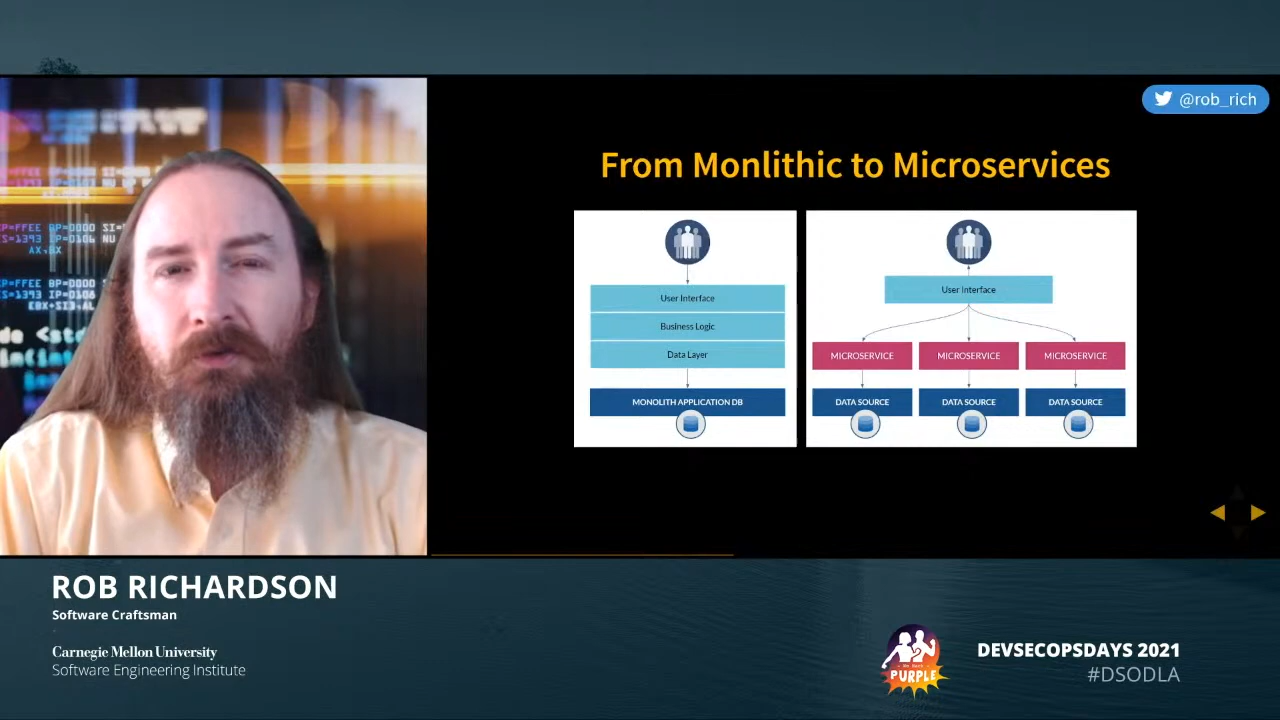 @rob_rich
From Monlithic to Microservices
User Interface
Business Logic
Data Layer
MONOLITH APPLICATION DB
User Interface
MICROSERVICE MICROSERVICE MICROSERVICE
DATA SOURCE DATA SOURCE DATA SOURCE
ROB RICHARDSON
Software Craftsman
Carnegie Mellon University
Software Engineering Institute
PURPLE
DEVSECOPSDAYS 2021
#DSODLA